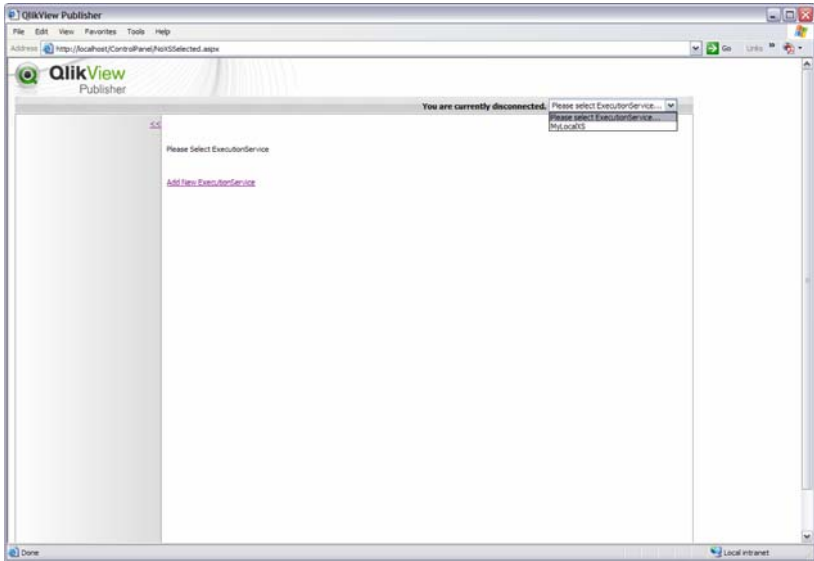 QlikView Publisher
File Edit View Favorites Tools Help
Address http://localhost/ControlPanel/NoXSSelected.aspx Go Links »
QlikView
Publisher
You are currently disconnected. Please select ExecutionService...
Please select ExecutionService...
MyLocalXS
<<
Please Select ExecutionService
Add New ExecutionService
Done Local intranet